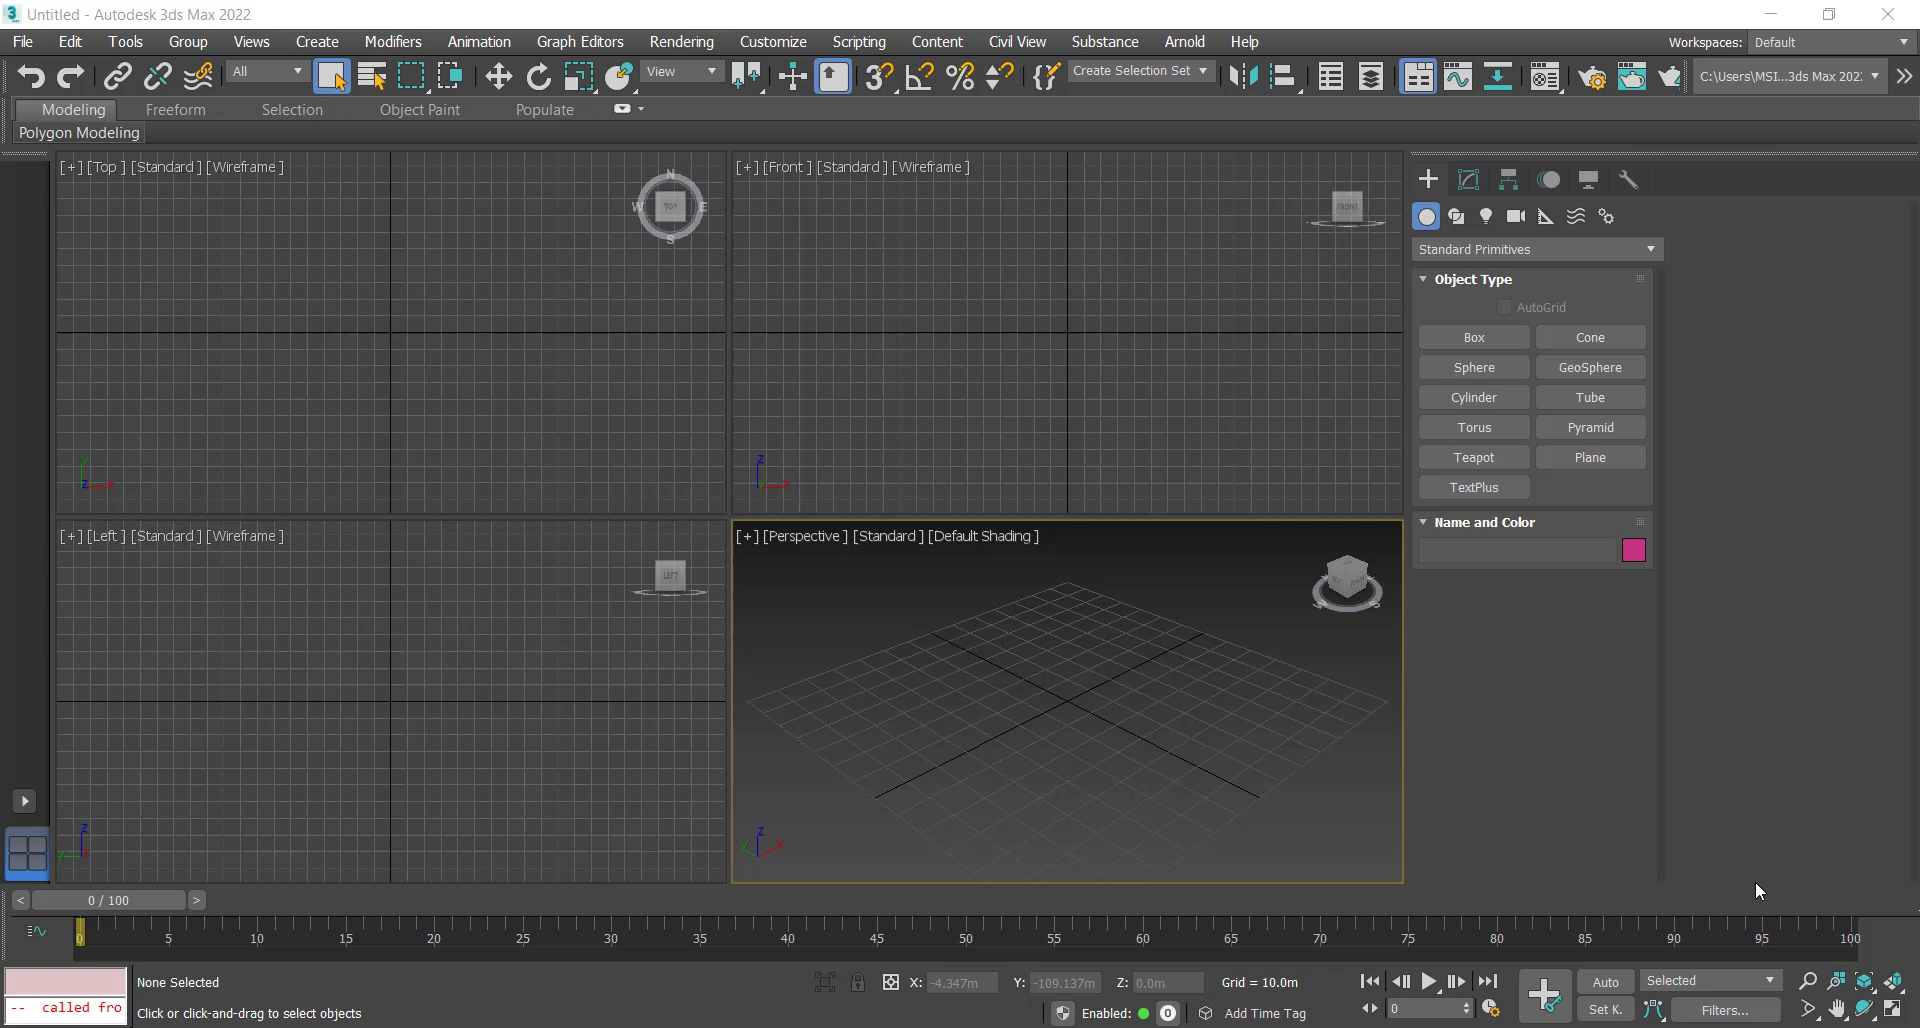 Untitled - Autodesk 3ds Max 2022
File Edit Tools Group Views Create Modifiers Animation Graph Editors Rendering Customize Scripting Content Civil View Substance Arnold Help Workspaces: Default
All View Create Selection Set C:\Users\MSI...3ds Max 202:
Modeling Freeform Selection Object Paint Populate
Polygon Modeling
[+] [Top ] [Standard ] [Wireframe ]
N
W TOP E
S
y
z x
[+] [Front ] [Standard ] [Wireframe ]
FRONT
z
y x
[+] [Left ] [Standard ] [Wireframe ]
LEFT
z
y x
[+] [Perspective ] [Standard ] [Default Shading ]
z
y x
Standard Primitives
Object Type
AutoGrid
Box Cone
Sphere GeoSphere
Cylinder Tube
Torus Pyramid
Teapot Plane
TextPlus
Name and Color
< 0 / 100 >
0 5 10 15 20 25 30 35 40 45 50 55 60 65 70 75 80 85 90 95 100
-- called fro
None Selected
Click or click-and-drag to select objects
X: -4.347m Y: -109.137m Z: 0.0m Grid = 10.0m
Enabled: 0 Add Time Tag
0
Auto Selected
Set K. Filters...